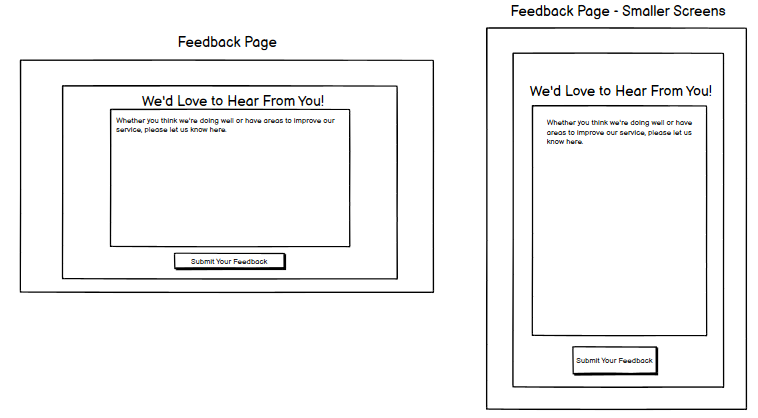 Feedback Page
We'd Love to Hear From You!
Whether you think we're doing well or have areas to improve our
service, please let us know here.
Submit Your Feedback
Feedback Page - Smaller Screens
We'd Love to Hear From You!
Whether you think we're doing well or have
areas to improve our service, please let us
know here.
Submit Your Feedback